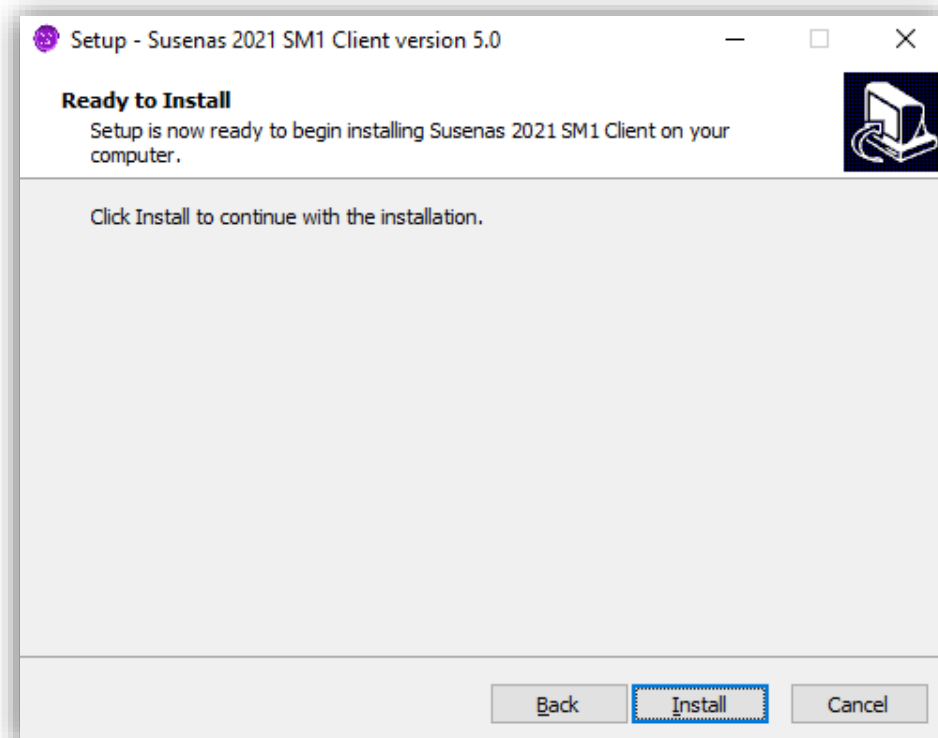 Setup - Susenas 2021 SM1 Client version 5.0
Ready to Install
Setup is now ready to begin installing Susenas 2021 SM1 Client on your
computer.
Click Install to continue with the installation.
Back
Install
Cancel